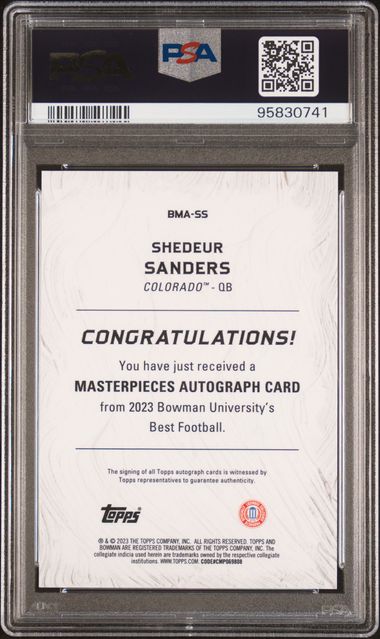 PSA
PSA
95830741
BMA-SS
SHEDEUR
SANDERS
COLORADO™ - QB
CONGRATULATIONS!
You have just received a
MASTERPIECES AUTOGRAPH CARD
from 2023 Bowman University's
Best Football.
The signing of all Topps autograph cards is witnessed by
Topps representatives to guarantee authenticity.
Topps
® & © 2023 THE TOPPS COMPANY, INC. ALL RIGHTS RESERVED. TOPPS AND
BOWMAN ARE REGISTERED TRADEMARKS OF THE TOPPS COMPANY, INC. The
collegiate indicia used herein are trademarks owned by the respective collegiate
institutions. WWW.TOPPS.COM. CODE#CMP069808